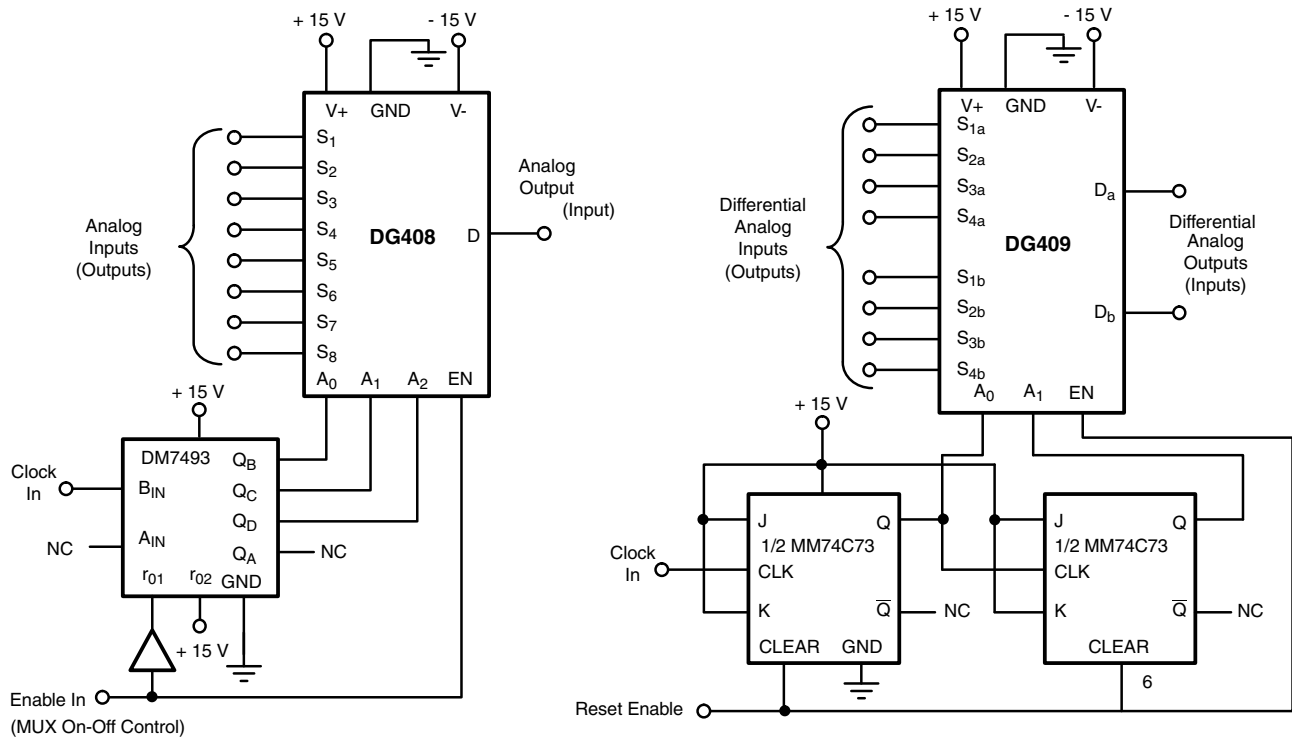 + 15 V
- 15 V
V+
GND
V-
S1
S2
S3
S4
S5
S6
S7
S8
Analog
Inputs
(Outputs)
DG408
D
Analog
Output
(Input)
A0
A1
A2
EN
+ 15 V
DM7493
QB
QC
QD
QA
NC
Clock
In
BIN
NC
AIN
r01
r02
GND
+ 15 V
Enable In
(MUX On-Off Control)
+ 15 V
- 15 V
V+
GND
V-
S1a
S2a
S3a
S4a
S1b
S2b
S3b
S4b
Differential
Analog
Inputs
(Outputs)
DG409
Da
Db
Differential
Analog
Outputs
(Inputs)
A0
A1
EN
+ 15 V
J
Q
1/2 MM74C73
Clock
In
CLK
K
Q
NC
CLEAR
GND
J
Q
1/2 MM74C73
CLK
K
Q
NC
CLEAR
6
Reset Enable